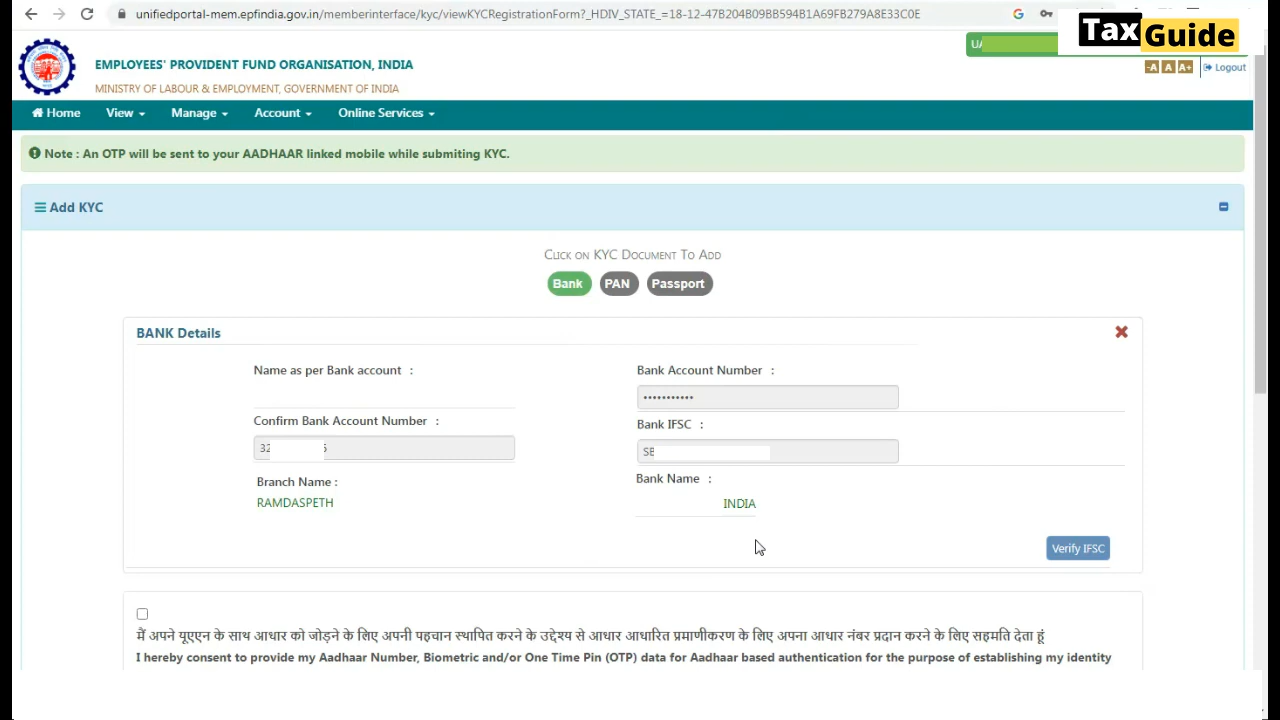 unifiedportal-mem.epfindia.gov.in/memberinterface/kyc/viewKYCRegistrationForm?_HDIV_STATE_=18-12-47B204B09BB594B1A69FB279A8E33C0E
Tax Guide
UA
EMPLOYEES' PROVIDENT FUND ORGANISATION, INDIA
MINISTRY OF LABOUR & EMPLOYMENT, GOVERNMENT OF INDIA
-A A A+ Logout
Home View Manage Account Online Services
Note : An OTP will be sent to your AADHAAR linked mobile while submiting KYC.
Add KYC
Click on KYC Document To Add
Bank PAN Passport
BANK Details
Name as per Bank account :
Bank Account Number :
•••••••••••
Confirm Bank Account Number :
32 5
Bank IFSC :
SB
Branch Name :
RAMDASPETH
Bank Name :
INDIA
Verify IFSC
मैं अपने यूएएन के साथ आधार को जोड़ने के लिए अपनी पहचान स्थापित करने के उद्देश्य से आधार आधारित प्रमाणीकरण के लिए अपना आधार नंबर प्रदान करने के लिए सहमति देता हूं
I hereby consent to provide my Aadhaar Number, Biometric and/or One Time Pin (OTP) data for Aadhaar based authentication for the purpose of establishing my identity